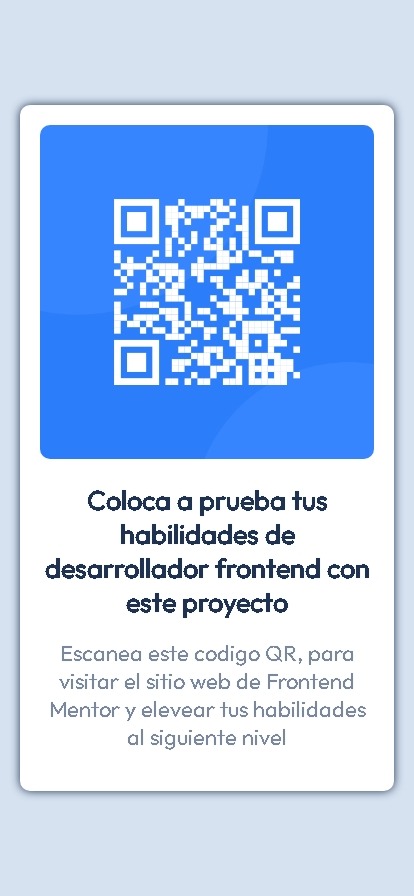 Coloca a prueba tus
habilidades de
desarrollador frontend con
este proyecto
Escanea este codigo QR, para
visitar el sitio web de Frontend
Mentor y elevear tus habilidades
al siguiente nivel